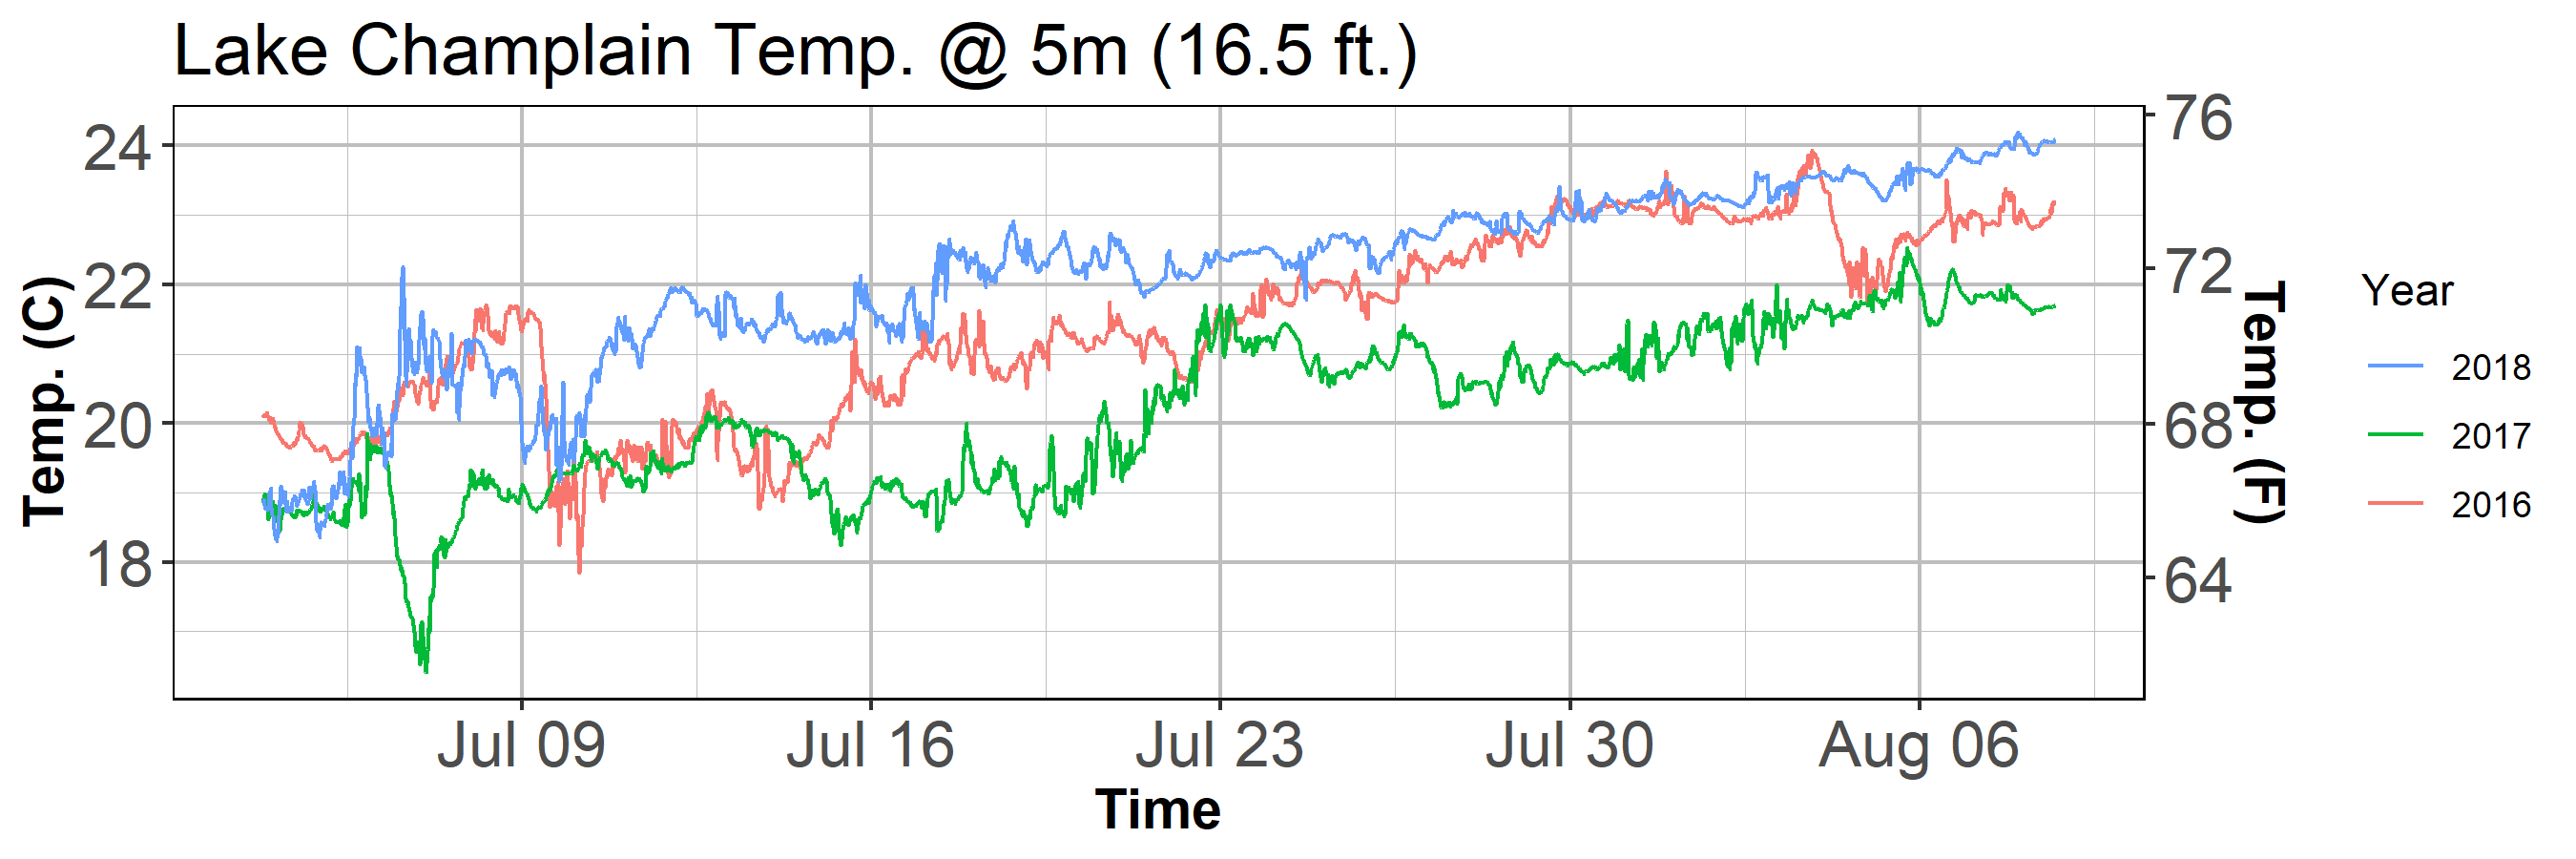 Lake Champlain Temp. @ 5m (16.5 ft.)
24
22
20
18
Temp. (C)
76
72
68
64
Temp. (F)
Jul 09
Jul 16
Jul 23
Jul 30
Aug 06
Time
Year
2018
2017
2016